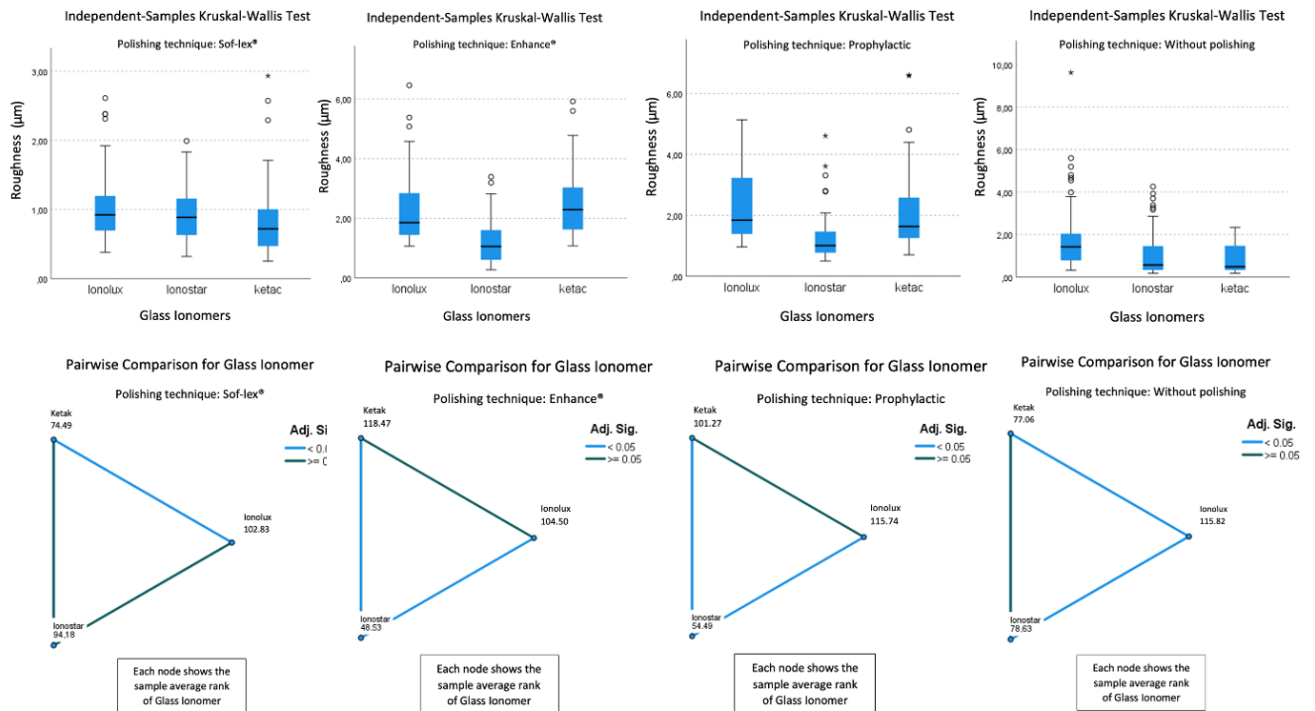 Independent-Samples Kruskal-Wallis Test
Polishing technique: Sof-lex®
3,00
2,00
1,00
,00
Roughness (µm)
Ionolux
Ionostar
ketac
Glass Ionomers
Independent-Samples Kruskal-Wallis Test
Polishing technique: Enhance®
6,00
4,00
2,00
,00
Roughness (µm)
Ionolux
Ionostar
ketac
Glass Ionomers
Independent-Samples Kruskal-Wallis Test
Polishing technique: Prophylactic
6,00
4,00
2,00
,00
Roughness (µm)
Ionolux
Ionostar
ketac
Glass Ionomers
Independent-Samples Kruskal-Wallis Test
Polishing technique: Without polishing
10,00
8,00
6,00
4,00
2,00
,00
Roughness (µm)
Ionolux
Ionostar
ketac
Glass Ionomers
Pairwise Comparison for Glass Ionomer
Polishing technique: Sof-lex®
Ketak
74.49
Adj. Si
< 0.0
>= 0
Ionolux
102.83
Ionostar
94,18
Each node shows the
sample average rank
of Glass Ionomer
Pairwise Comparison for Glass Ionomer
Polishing technique: Enhance®
Ketak
118.47
Adj. Sig.
< 0.05
>= 0.05
Ionolux
104.50
Ionostar
48.53
Each node shows the
sample average rank
of Glass Ionomer
Pairwise Comparison for Glass Ionomer
Polishing technique: Prophylactic
Ketak
101.27
Adj. Sig.
< 0.05
>= 0.05
Ionolux
115.74
Ionostar
54.49
Each node shows the
sample average rank
of Glass Ionomer
Pairwise Comparison for Glass Ionomer
Polishing technique: Without polishing
Ketak
77.06
Adj. Sig.
< 0.05
>= 0.05
Ionolux
115.82
Ionostar
78,63
Each node shows the
sample average rank
of Glass Ionomer